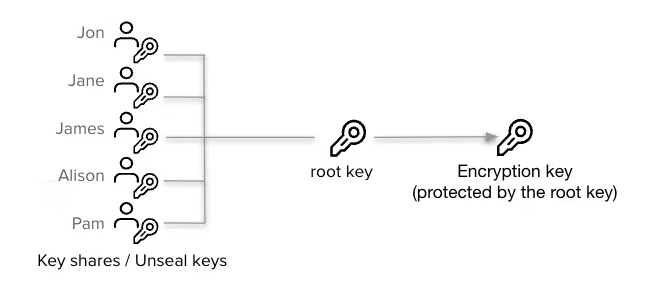 Jon
Jane
James
Alison
Pam
Key shares / Unseal keys
root key
Encryption key
(protected by the root key)